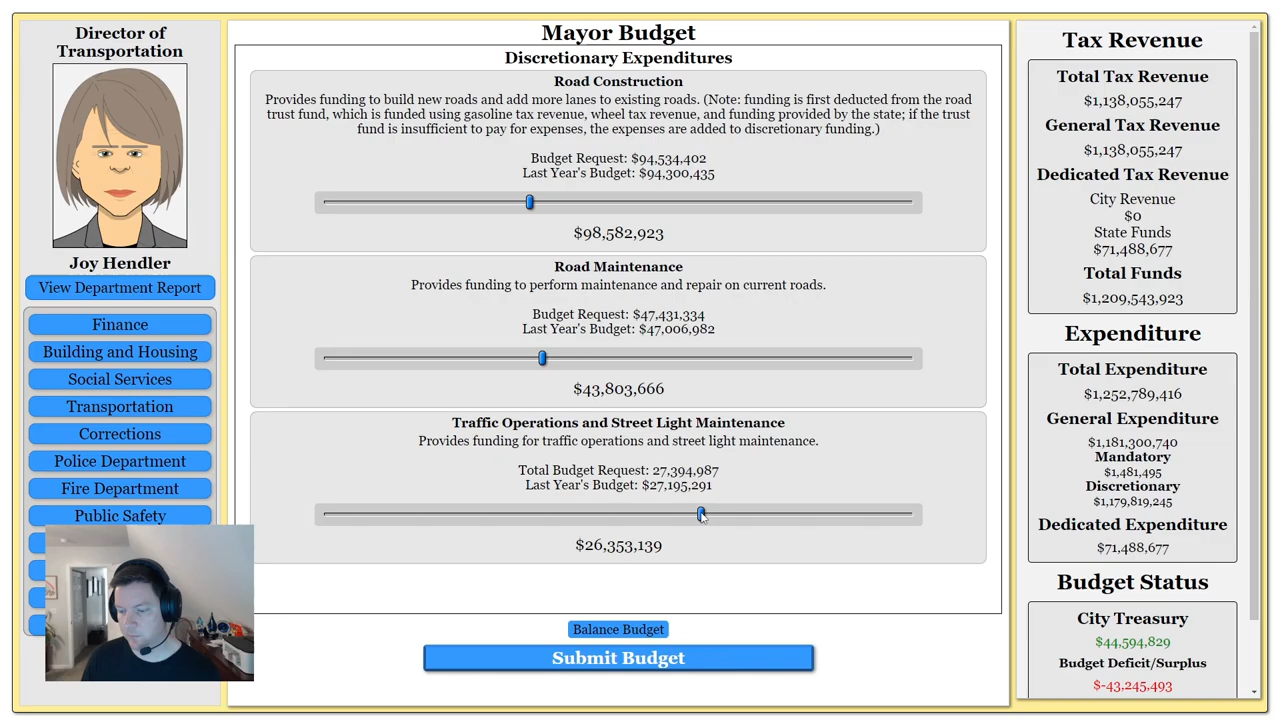 Director of
Transportation
Joy Hendler
View Department Report
Finance
Building and Housing
Social Services
Transportation
Corrections
Police Department
Fire Department
Public Safety
Mayor Budget
Discretionary Expenditures
Road Construction
Provides funding to build new roads and add more lanes to existing roads. (Note: funding is first deducted from the road
trust fund, which is funded using gasoline tax revenue, wheel tax revenue, and funding provided by the state; if the trust
fund is insufficient to pay for expenses, the expenses are added to discretionary funding.)
Budget Request: $94,534,402
Last Year's Budget: $94,300,435
$98,582,923
Road Maintenance
Provides funding to perform maintenance and repair on current roads.
Budget Request: $47,431,334
Last Year's Budget: $47,006,982
$43,803,666
Traffic Operations and Street Light Maintenance
Provides funding for traffic operations and street light maintenance.
Total Budget Request: 27,394,987
Last Year's Budget: $27,195,291
$26,353,139
Balance Budget
Submit Budget
Tax Revenue
Total Tax Revenue
$1,138,055,247
General Tax Revenue
$1,138,055,247
Dedicated Tax Revenue
City Revenue
$0
State Funds
$71,488,677
Total Funds
$1,209,543,923
Expenditure
Total Expenditure
$1,252,789,416
General Expenditure
$1,181,300,740
Mandatory
$1,481,495
Discretionary
$1,179,819,245
Dedicated Expenditure
$71,488,677
Budget Status
City Treasury
$44,594,829
Budget Deficit/Surplus
$-43,245,493